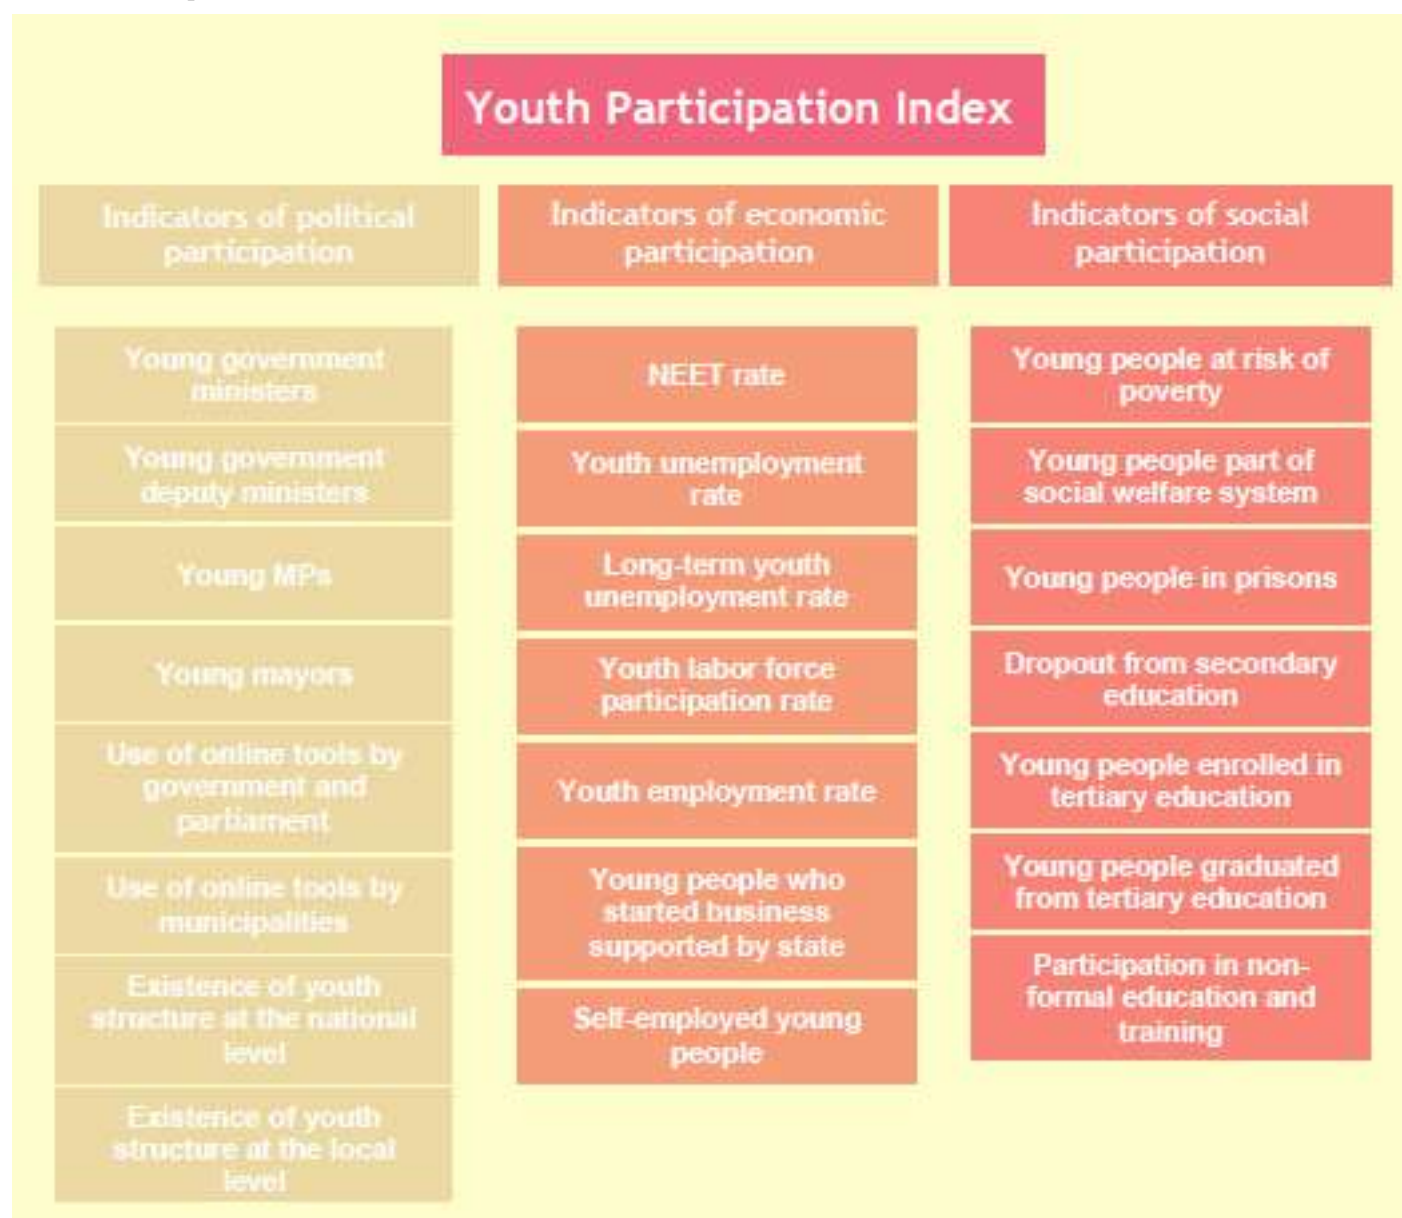 Youth Participation Index
Indicators of political
participation
Young government
ministers
Young government
deputy ministers
Young MPs
Young mayors
Use of online tools by
government and
parliament
Use of online tools by
municipalities
Existence of youth
structure at the national
level
Existence of youth
structure at the local
level
Indicators of economic
participation
NEET rate
Youth unemployment
rate
Long-term youth
unemployment rate
Youth labor force
participation rate
Youth employment rate
Young people who
started business
supported by state
Self-employed young
people
Indicators of social
participation
Young people at risk of
poverty
Young people part of
social welfare system
Young people in prisons
Dropout from secondary
education
Young people enrolled in
tertiary education
Young people graduated
from tertiary education
Participation in non-
formal education and
training